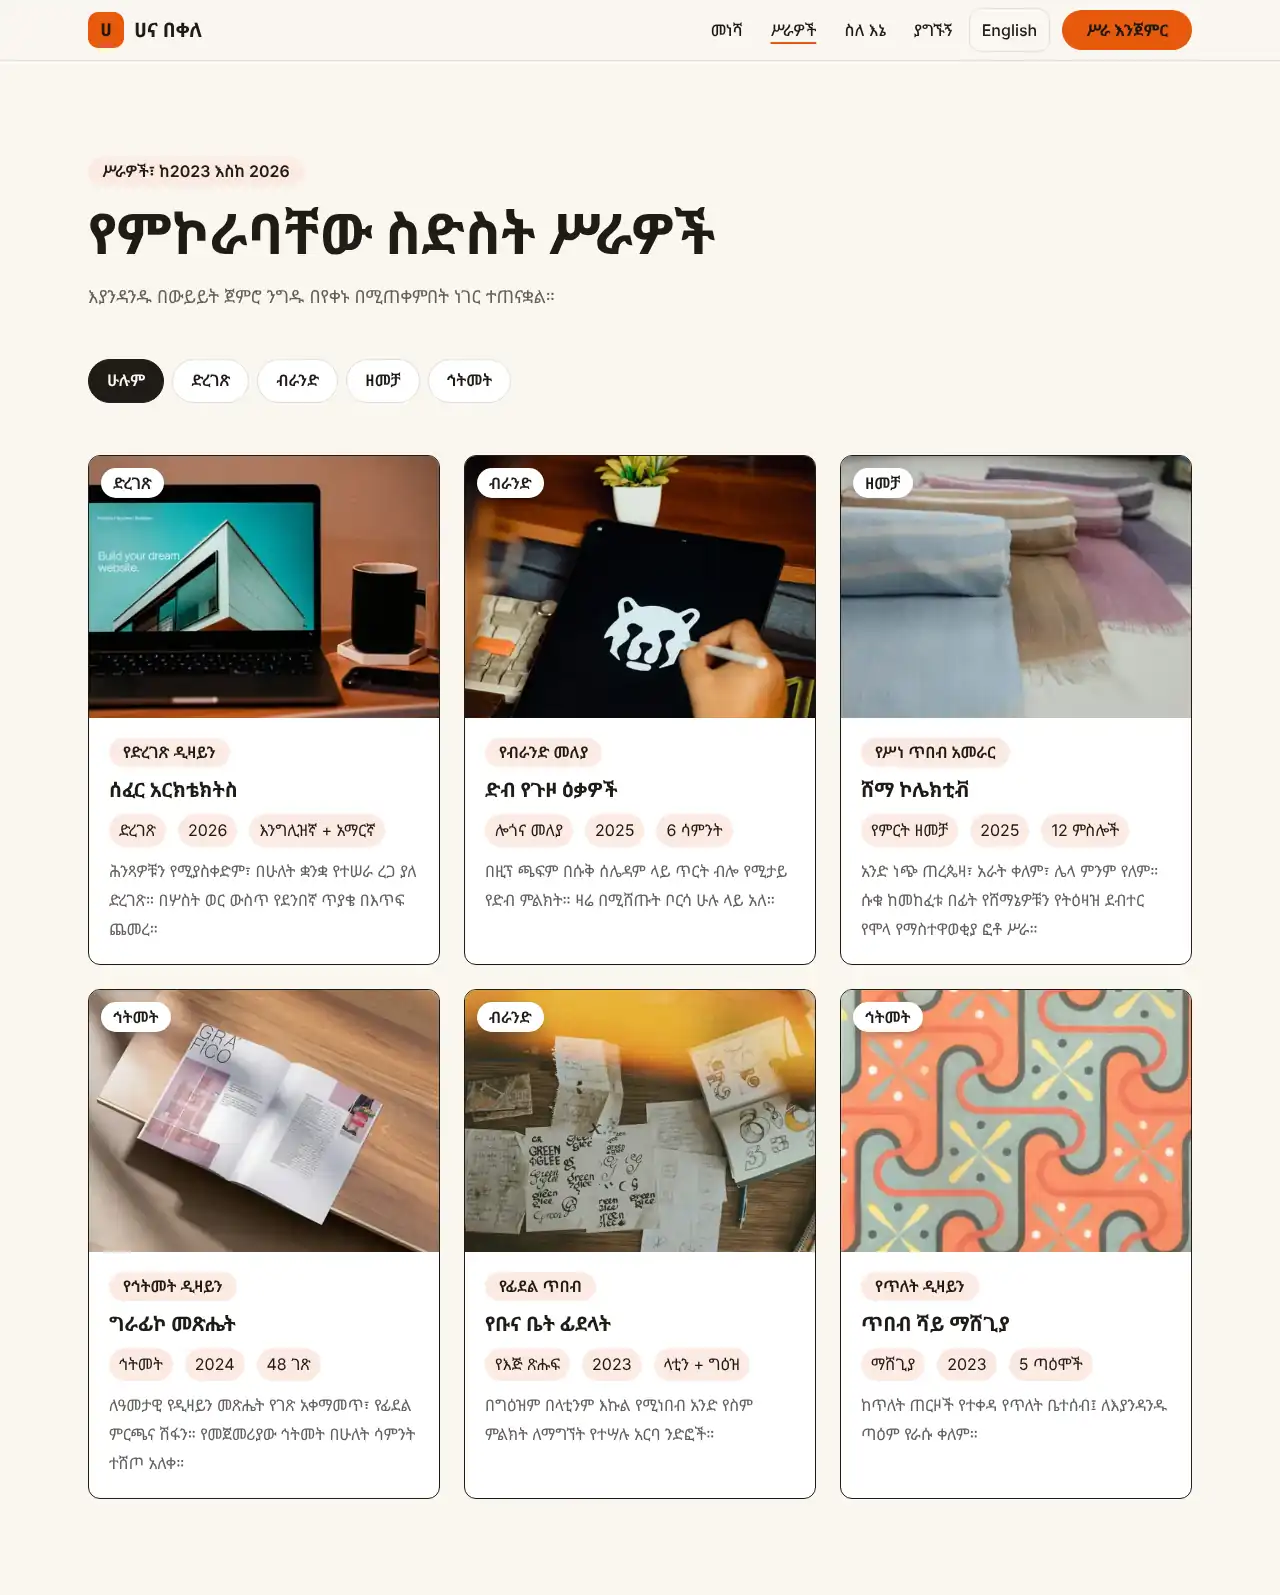 ሀ ሀና በቀለ
መነሻ ሥራዎች ስለ እኔ ያግኙኝ English ሥራ እንጀምር
ሥራዎች፣ ከ2023 እስከ 2026
የምኮራባቸው ስድስት ሥራዎች
እያንዳንዱ በውይይት ጀምሮ ንግዱ በየቀኑ በሚጠቀምበት ነገር ተጠናቋል።
ሁሉም ድረገጽ ብራንድ ዘመቻ ኅትመት
ድረገጽ
Build your dream
website.
የድረገጽ ዲዛይን
ሰፈር አርክቴክትስ
ድረገጽ 2026 እንግሊዝኛ + አማርኛ
ሕንጻዎቹን የሚያስቀድም፣ በሁለት ቋንቋ የተሠራ ረጋ ያለ
ድረገጽ። በሦስት ወር ውስጥ የደንበኛ ጥያቄ በእጥፍ
ጨመረ።
ብራንድ
የብራንድ መለያ
ድብ የጉዞ ዕቃዎች
ሎጎና መለያ 2025 6 ሳምንት
በዚፕ ጫፍም በሱቅ ሰሌዳም ላይ ጥርት ብሎ የሚታይ
የድብ ምልክት። ዛሬ በሚሸጡት ቦርሳ ሁሉ ላይ አለ።
ዘመቻ
የሥነ ጥበብ አመራር
ሸማ ኮሌክቲቭ
የምርት ዘመቻ 2025 12 ምስሎች
አንድ ነጭ ጠረጴዛ፣ አራት ቀለም፣ ሌላ ምንም የለም።
ሱቁ ከመከፈቱ በፊት የሸማኔዎቹን የትዕዛዝ ደብተር
የሞላ የማስተዋወቂያ ፎቶ ሥራ።
ኅትመት
GRA
FICO
የኅትመት ዲዛይን
ግራፊኮ መጽሔት
ኅትመት 2024 48 ገጽ
ለዓመታዊ የዲዛይን መጽሔት የገጽ አቀማመጥ፣ የፊደል
ምርጫና ሽፋን። የመጀመሪያው ኅትመት በሁለት ሳምንት
ተሸጦ አለቀ።
ብራንድ
GREEN
GLEE
የፊደል ጥበብ
የቡና ቤት ፊደላት
የእጅ ጽሑፍ 2023 ላቲን + ግዕዝ
በግዕዝም በላቲንም እኩል የሚነበብ አንድ የስም
ምልክት ለማግኘት የተሣሉ አርባ ንድፎች።
ኅትመት
የጥለት ዲዛይን
ጥበብ ሻይ ማሸጊያ
ማሸጊያ 2023 5 ጣዕሞች
ከጥለት ጠርዞች የተቀዳ የጥለት ቤተሰብ፤ ለእያንዳንዱ
ጣዕም የራሱ ቀለም።